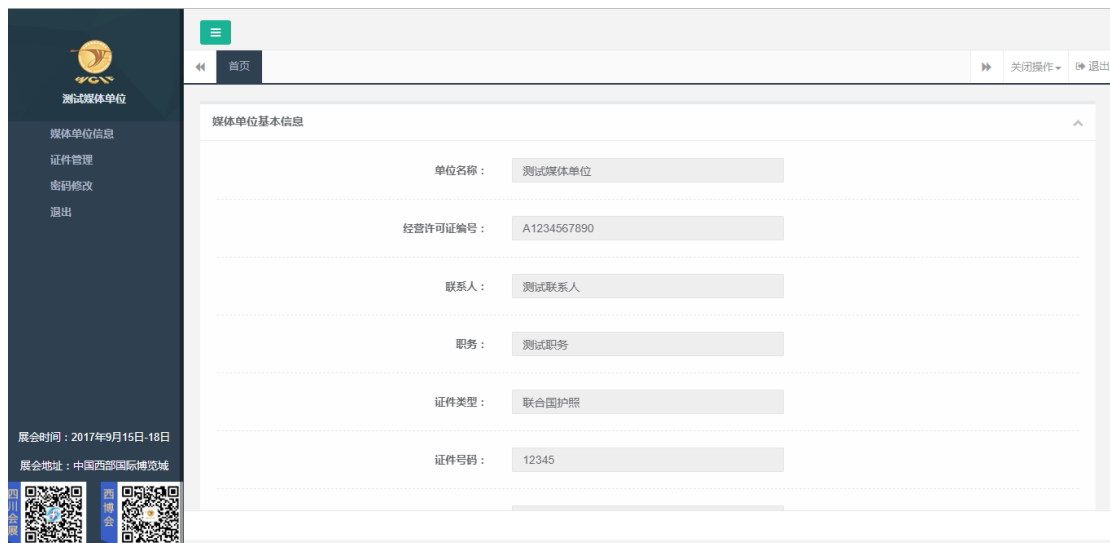 WCIF
测试媒体单位
媒体单位信息
证件管理
密码修改
退出
展会时间：2017年9月15日-18日
展会地址：中国西部国际博览城
四川会展
西博会
首页
关闭操作
退出
媒体单位基本信息
单位名称：
测试媒体单位
经营许可证编号：
A1234567890
联系人：
测试联系人
职务：
测试职务
证件类型：
联合国护照
证件号码：
12345